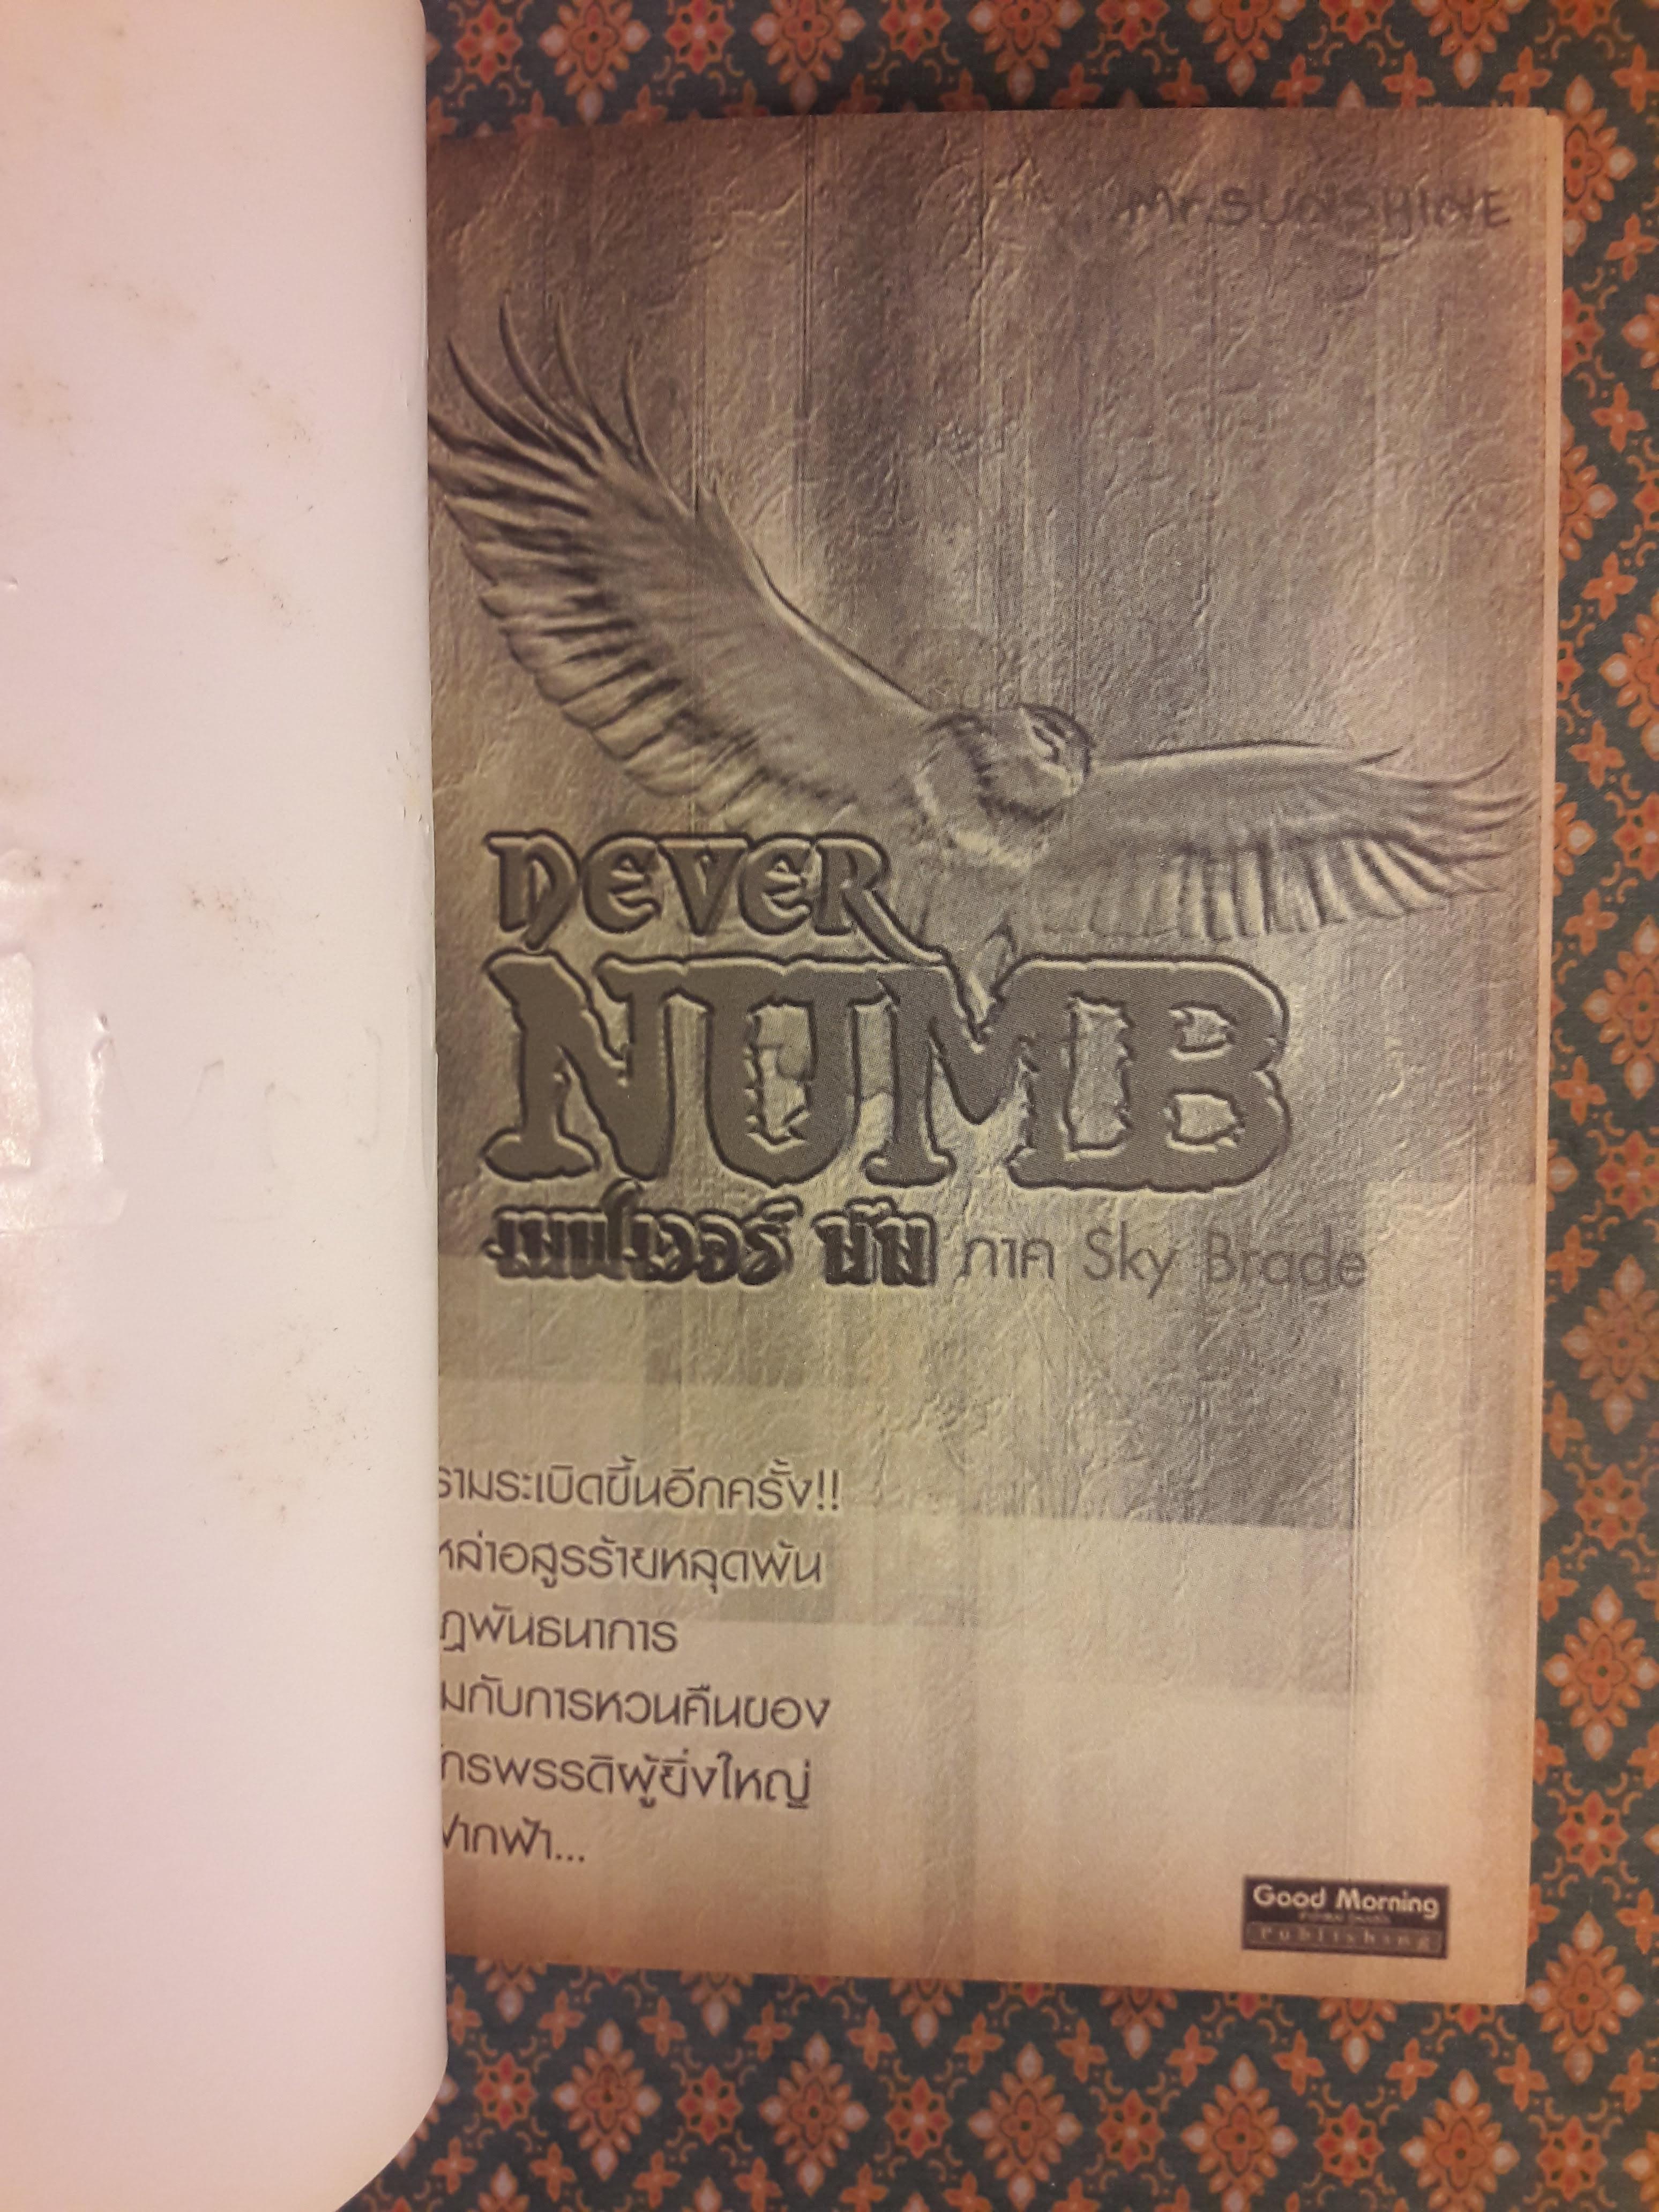 Mr.SUNSHINE
NEVER
NUMB
เนฟเวอร์ นัม ภาค Sky Brade
รามระเบิดขึ้นอีกครั้ง!!
หล่าอสูรร้ายหลุดพ้น
ฎพันธนาการ
มกับการหวนคืนของ
กรพรรดิผู้ยิ่งใหญ่
ฟากฟ้า...
Good Morning
Publishing